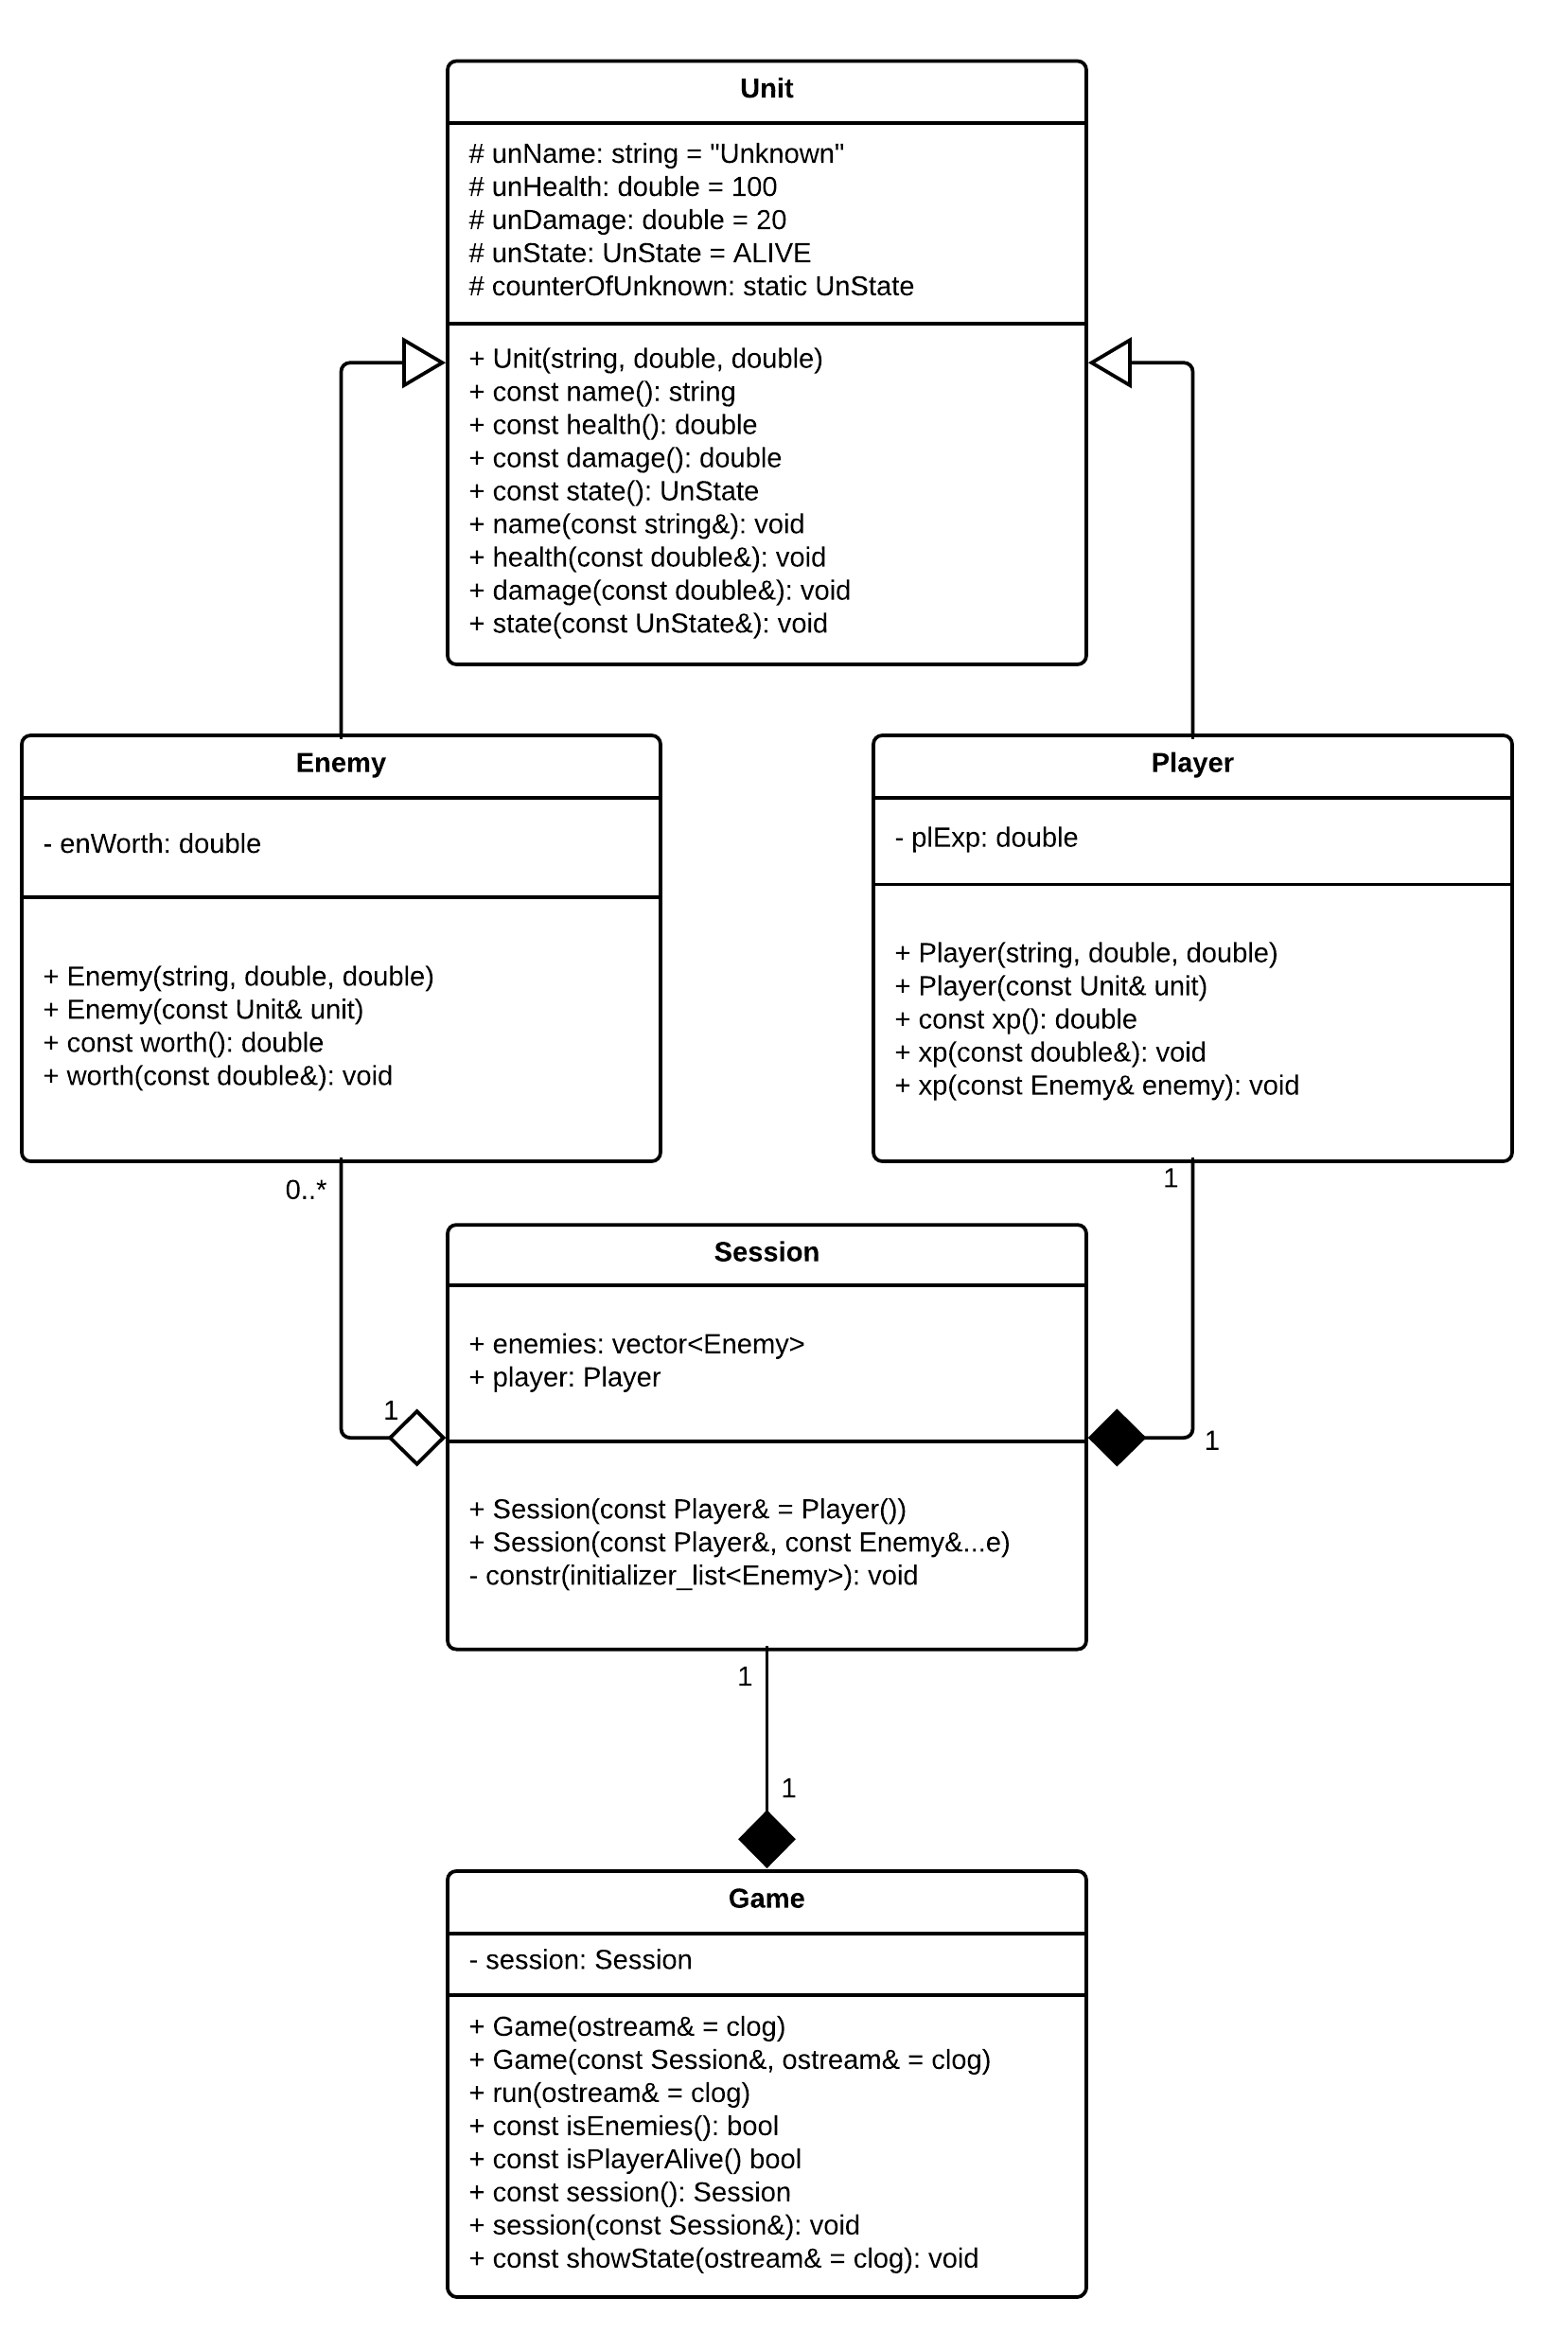 Unit
# unName: string = "Unknown"
# unHealth: double = 100
# unDamage: double = 20
# unState: UnState = ALIVE
# counterOfUnknown: static UnState
+ Unit(string, double, double)
+ const name(): string
+ const health(): double
+ const damage(): double
+ const state(): UnState
+ name(const string&): void
+ health(const double&): void
+ damage(const double&): void
+ state(const UnState&): void
Enemy
- enWorth: double
+ Enemy(string, double, double)
+ Enemy(const Unit& unit)
+ const worth(): double
+ worth(const double&): void
Player
- plExp: double
+ Player(string, double, double)
+ Player(const Unit& unit)
+ const xp(): double
+ xp(const double&): void
+ xp(const Enemy& enemy): void
0..*
1
Session
+ enemies: vector<Enemy>
+ player: Player
1
1
+ Session(const Player& = Player())
+ Session(const Player&, const Enemy&...e)
- constr(initializer_list<Enemy>): void
1
1
Game
- session: Session
+ Game(ostream& = clog)
+ Game(const Session&, ostream& = clog)
+ run(ostream& = clog)
+ const isEnemies(): bool
+ const isPlayerAlive() bool
+ const session(): Session
+ session(const Session&): void
+ const showState(ostream& = clog): void